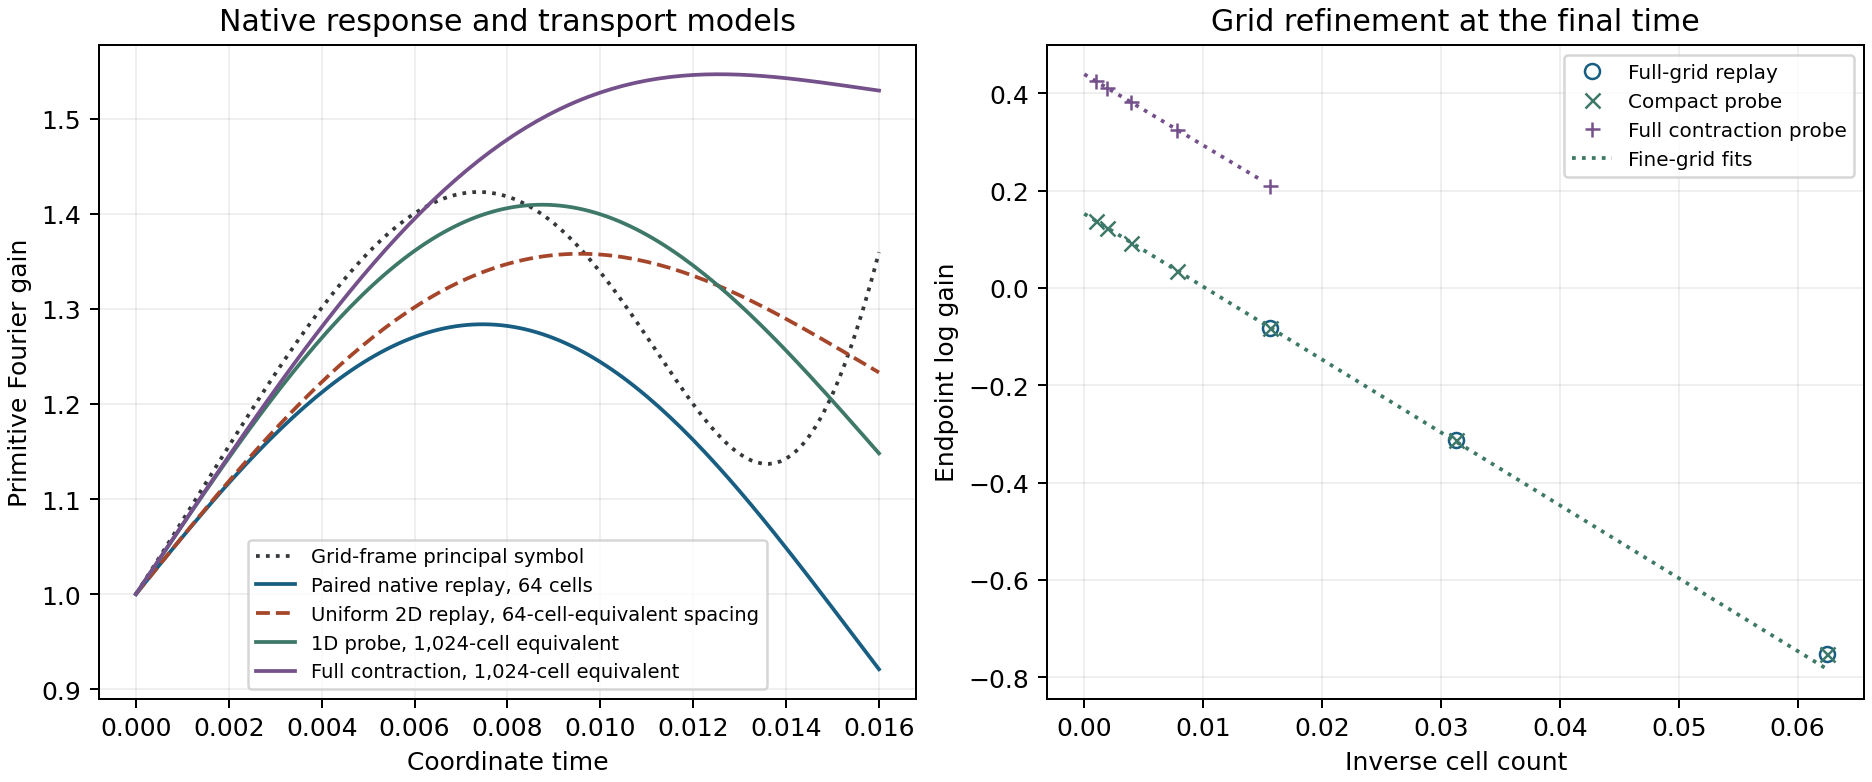 Native response and transport models
Primitive Fourier gain
1.5
1.4
1.3
1.2
1.1
1.0
0.9
Grid-frame principal symbol
Paired native replay, 64 cells
Uniform 2D replay, 64-cell-equivalent spacing
1D probe, 1,024-cell equivalent
Full contraction, 1,024-cell equivalent
0.000 0.002 0.004 0.006 0.008 0.010 0.012 0.014 0.016
Coordinate time
Grid refinement at the final time
Endpoint log gain
0.4
0.2
0.0
−0.2
−0.4
−0.6
−0.8
Full-grid replay
Compact probe
Full contraction probe
Fine-grid fits
0.00 0.01 0.02 0.03 0.04 0.05 0.06
Inverse cell count